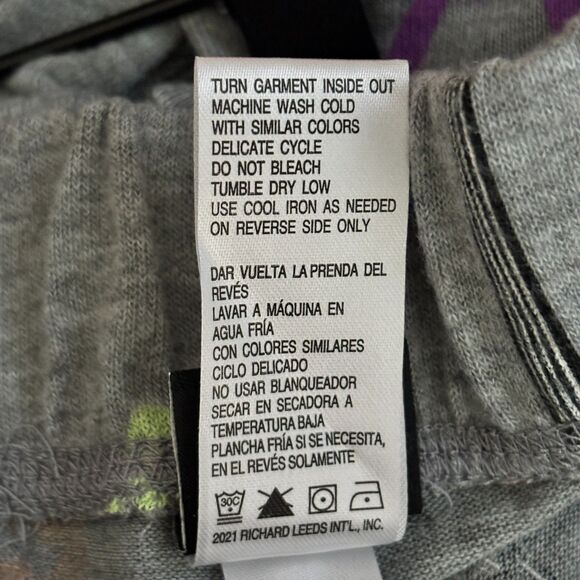 TURN GARMENT INSIDE OUT
MACHINE WASH COLD
WITH SIMILAR COLORS
DELICATE CYCLE
DO NOT BLEACH
TUMBLE DRY LOW
USE COOL IRON AS NEEDED
ON REVERSE SIDE ONLY
DAR VUELTA LA PRENDA DEL
REVÉS
LAVAR A MÁQUINA EN
AGUA FRÍA
CON COLORES SIMILARES
CICLO DELICADO
NO USAR BLANQUEADOR
SECAR EN SECADORA A
TEMPERATURA BAJA
PLANCHA FRÍA SI SE NECESITA,
EN EL REVÉS SOLAMENTE
30C
2021 RICHARD LEEDS INT'L., INC.